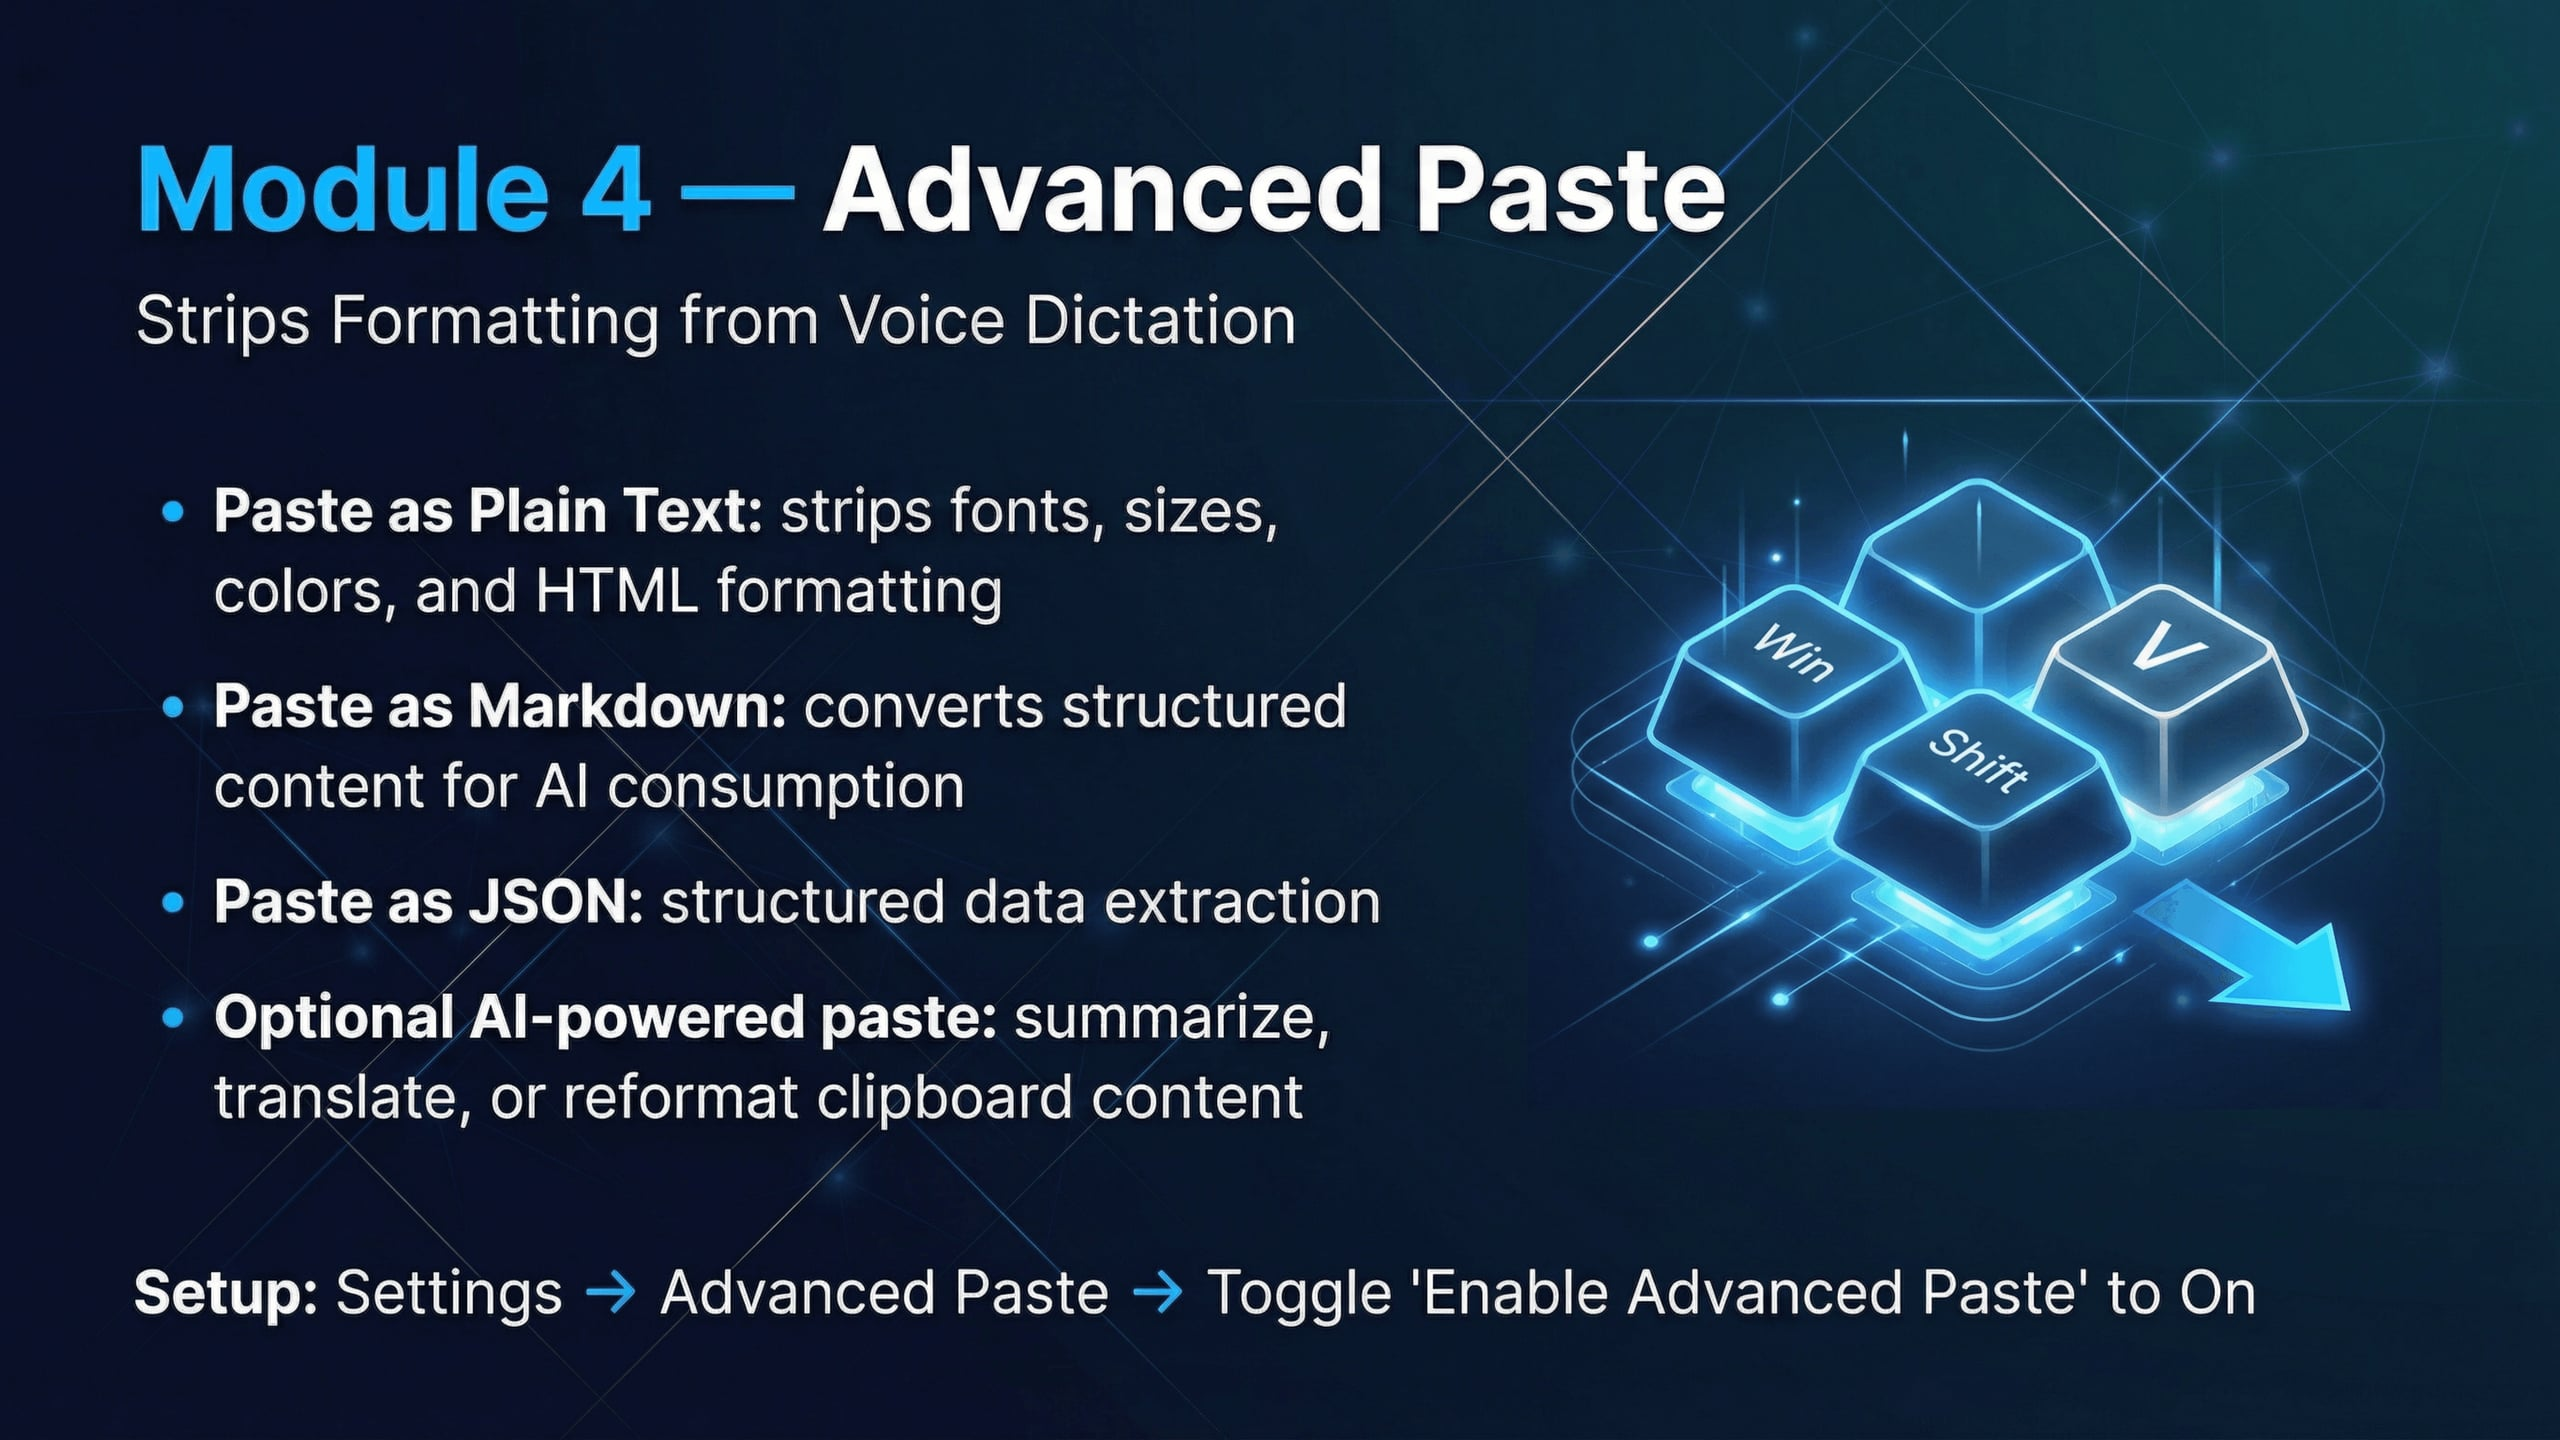 Module 4 — Advanced Paste
Strips Formatting from Voice Dictation
• Paste as Plain Text: strips fonts, sizes,
colors, and HTML formatting
• Paste as Markdown: converts structured
content for AI consumption
• Paste as JSON: structured data extraction
• Optional AI-powered paste: summarize,
translate, or reformat clipboard content
Win
V
Shift
Setup: Settings → Advanced Paste → Toggle 'Enable Advanced Paste' to On